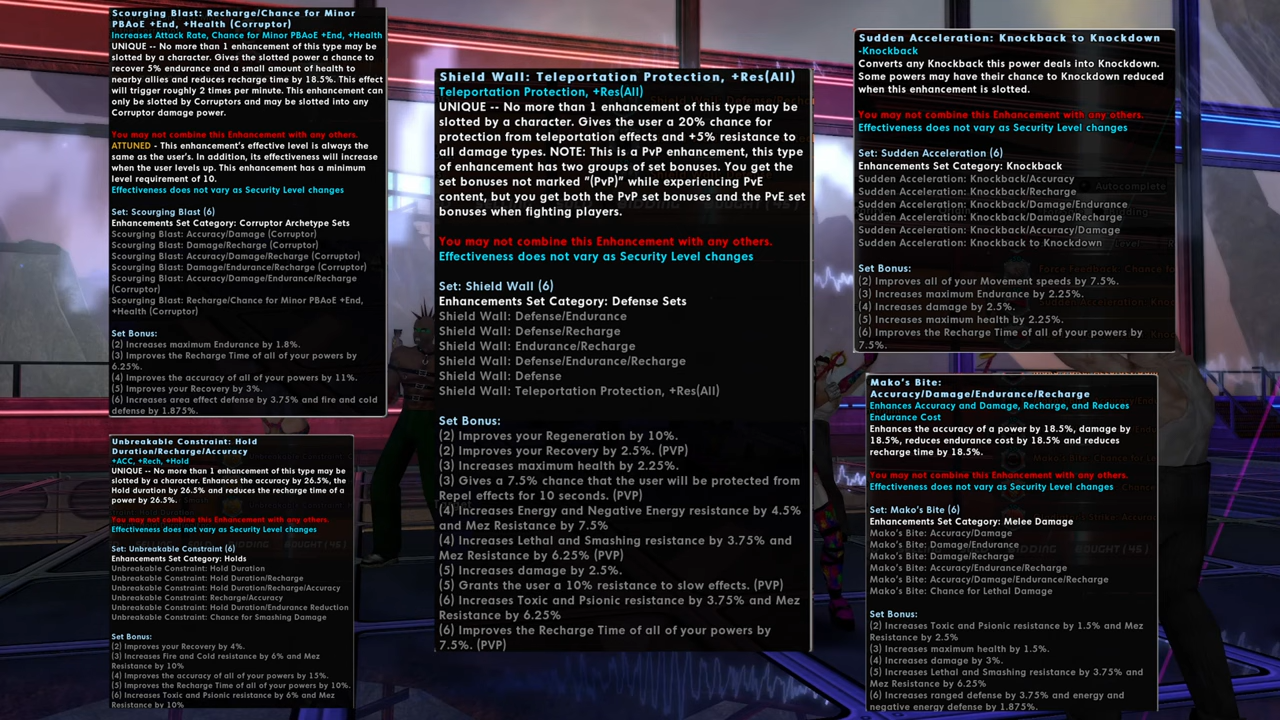 Scourging Blast: Recharge/Chance for Minor
PBAoE +End, +Health (Corruptor)
Increases Attack Rate, Chance for Minor PBAoE +End, +Health
UNIQUE -- No more than 1 enhancement of this type may be
slotted by a character. Gives the slotted power a chance to
recover 5% endurance and a small amount of health to
nearby allies and reduces recharge time by 18.5%. This effect
will trigger roughly 2 times per minute. This enhancement can
only be slotted by Corruptors and may be slotted into any
Corruptor damage power.
You may not combine this Enhancement with any others.
ATTUNED - This enhancement's effective level is always the
same as the user's. In addition, its effectiveness will increase
when the user levels up. This enhancement has a minimum
level requirement of 10.
Effectiveness does not vary as Security Level changes
Set: Scourging Blast (6)
Enhancements Set Category: Corruptor Archetype Sets
Scourging Blast: Accuracy/Damage (Corruptor)
Scourging Blast: Damage/Recharge (Corruptor)
Scourging Blast: Accuracy/Damage/Recharge (Corruptor)
Scourging Blast: Damage/Endurance/Recharge (Corruptor)
Scourging Blast: Accuracy/Damage/Endurance/Recharge
(Corruptor)
Scourging Blast: Recharge/Chance for Minor PBAoE +End,
+Health (Corruptor)
Set Bonus:
(2) Increases maximum Endurance by 1.8%.
(3) Improves the Recharge Time of all of your powers by
6.25%.
(4) Improves the accuracy of all of your powers by 11%.
(5) Improves your Recovery by 3%.
(6) Increases area effect defense by 3.75% and fire and cold
defense by 1.875%.
Unbreakable Constraint: Hold
Duration/Recharge/Accuracy
+ACC, +Rech, +Hold
UNIQUE -- No more than 1 enhancement of this type may be
slotted by a character. Enhances the accuracy by 26.5%, the
Hold duration by 26.5% and reduces the recharge time of a
power by 26.5%.
You may not combine this Enhancement with any others.
Effectiveness does not vary as Security Level changes
Set: Unbreakable Constraint (6)
Enhancements Set Category: Holds
Unbreakable Constraint: Hold Duration
Unbreakable Constraint: Hold Duration/Recharge
Unbreakable Constraint: Hold Duration/Recharge/Accuracy
Unbreakable Constraint: Recharge/Accuracy
Unbreakable Constraint: Hold Duration/Endurance Reduction
Unbreakable Constraint: Chance for Smashing Damage
Set Bonus:
(2) Improves your Recovery by 4%.
(3) Increases Fire and Cold resistance by 6% and Mez
Resistance by 10%
(4) Improves the accuracy of all of your powers by 15%.
(5) Improves the Recharge Time of all of your powers by 10%.
(6) Increases Toxic and Psionic resistance by 6% and Mez
Resistance by 10%
Shield Wall: Teleportation Protection, +Res(All)
Teleportation Protection, +Res(All)
UNIQUE -- No more than 1 enhancement of this type may be
slotted by a character. Gives the user a 20% chance for
protection from teleportation effects and +5% resistance to
all damage types. NOTE: This is a PvP enhancement, this type
of enhancement has two groups of set bonuses. You get the
set bonuses not marked "(PvP)" while experiencing PvE
content, but you get both the PvP set bonuses and the PvE set
bonuses when fighting players.
You may not combine this Enhancement with any others.
Effectiveness does not vary as Security Level changes
Set: Shield Wall (6)
Enhancements Set Category: Defense Sets
Shield Wall: Defense/Endurance
Shield Wall: Defense/Recharge
Shield Wall: Endurance/Recharge
Shield Wall: Defense/Endurance/Recharge
Shield Wall: Defense
Shield Wall: Teleportation Protection, +Res(All)
Set Bonus:
(2) Improves your Regeneration by 10%.
(2) Improves your Recovery by 2.5%. (PVP)
(3) Increases maximum health by 2.25%.
(3) Gives a 7.5% chance that the user will be protected from
Repel effects for 10 seconds. (PVP)
(4) Increases Energy and Negative Energy resistance by 4.5%
and Mez Resistance by 7.5%
(4) Increases Lethal and Smashing resistance by 3.75% and
Mez Resistance by 6.25% (PVP)
(5) Increases damage by 2.5%.
(5) Grants the user a 10% resistance to slow effects. (PVP)
(6) Increases Toxic and Psionic resistance by 3.75% and Mez
Resistance by 6.25%
(6) Improves the Recharge Time of all of your powers by
7.5%. (PVP)
Sudden Acceleration: Knockback to Knockdown
-Knockback
Converts any Knockback this power deals into Knockdown.
Some powers may have their chance to Knockdown reduced
when this enhancement is slotted.
You may not combine this Enhancement with any others.
Effectiveness does not vary as Security Level changes
Set: Sudden Acceleration (6)
Enhancements Set Category: Knockback
Sudden Acceleration: Knockback/Accuracy
Sudden Acceleration: Knockback/Recharge
Sudden Acceleration: Knockback/Damage/Endurance
Sudden Acceleration: Knockback/Damage/Recharge
Sudden Acceleration: Knockback/Accuracy/Damage
Sudden Acceleration: Knockback to Knockdown
Set Bonus:
(2) Improves all of your Movement speeds by 7.5%.
(3) Increases maximum Endurance by 2.25%.
(4) Increases damage by 2.5%.
(5) Increases maximum health by 2.25%.
(6) Improves the Recharge Time of all of your powers by
7.5%.
Mako's Bite:
Accuracy/Damage/Endurance/Recharge
Enhances Accuracy and Damage, Recharge, and Reduces
Endurance Cost
Enhances the accuracy of a power by 18.5%, damage by
18.5%, reduces endurance cost by 18.5% and reduces
recharge time by 18.5%.
You may not combine this Enhancement with any others.
Effectiveness does not vary as Security Level changes
Set: Mako's Bite (6)
Enhancements Set Category: Melee Damage
Mako's Bite: Accuracy/Damage
Mako's Bite: Damage/Endurance
Mako's Bite: Damage/Recharge
Mako's Bite: Accuracy/Endurance/Recharge
Mako's Bite: Accuracy/Damage/Endurance/Recharge
Mako's Bite: Chance for Lethal Damage
Set Bonus:
(2) Increases Toxic and Psionic resistance by 1.5% and Mez
Resistance by 2.5%
(3) Increases maximum health by 1.5%.
(4) Increases damage by 3%.
(5) Increases Lethal and Smashing resistance by 3.75% and
Mez Resistance by 6.25%
(6) Increases ranged defense by 3.75% and energy and
negative energy defense by 1.875%.